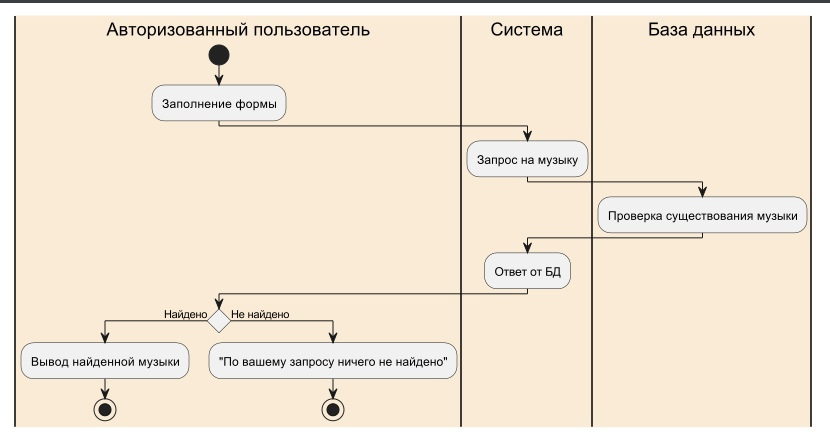 Авторизованный пользователь
Система
База данных
Заполнение формы
Запрос на музыку
Проверка существования музыки
Ответ от БД
Найдено
Не найдено
Вывод найденной музыки
"По вашему запросу ничего не найдено"